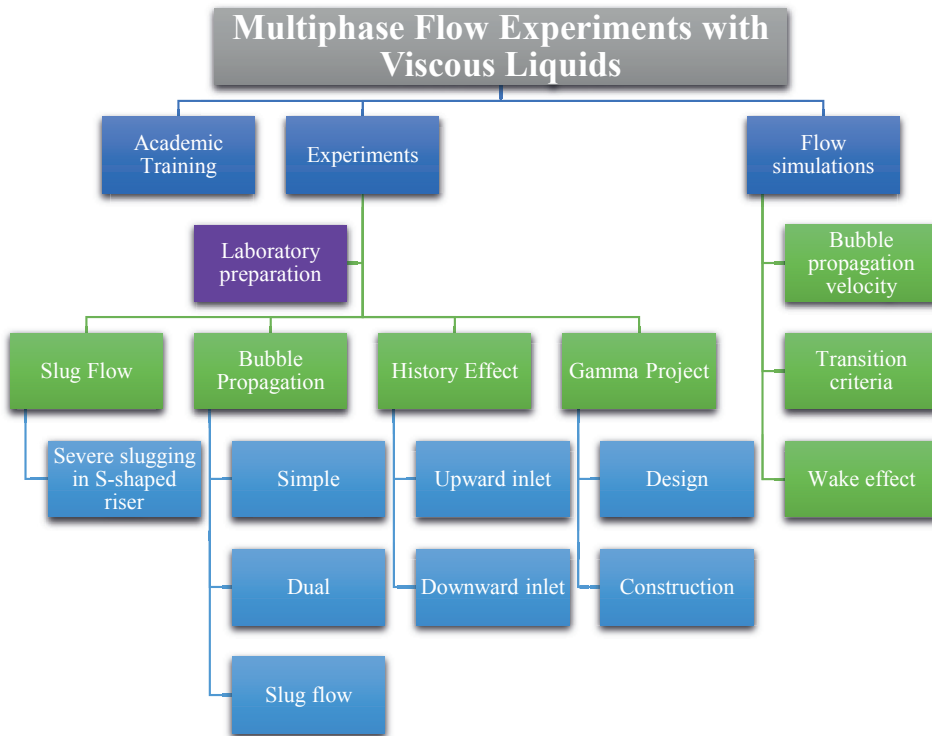 Multiphase Flow Experiments with
Viscous Liquids
Academic
Training
Experiments
Flow
simulations
Laboratory
preparation
Bubble
propagation
velocity
Slug Flow
Bubble
Propagation
History Effect
Gamma Project
Transition
criteria
Severe slugging
in S-shaped
riser
Simple
Upward inlet
Design
Wake effect
Dual
Downward inlet
Construction
Slug flow